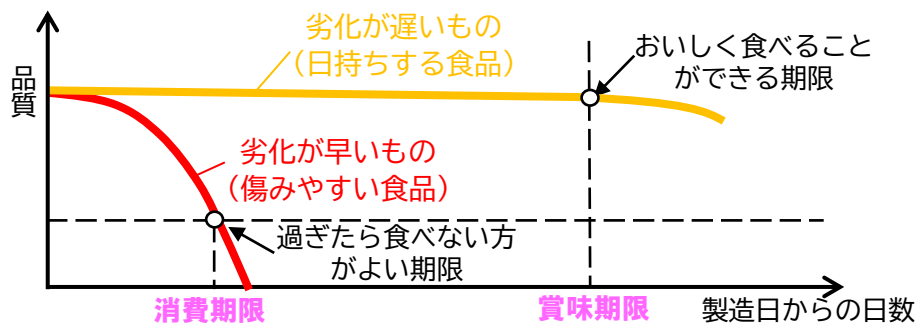 劣化が遅いもの
（日持ちする食品）
おいしく食べること
ができる期限
品質
劣化が早いもの
（傷みやすい食品）
過ぎたら食べない方
がよい期限
消費期限
賞味期限
製造日からの日数